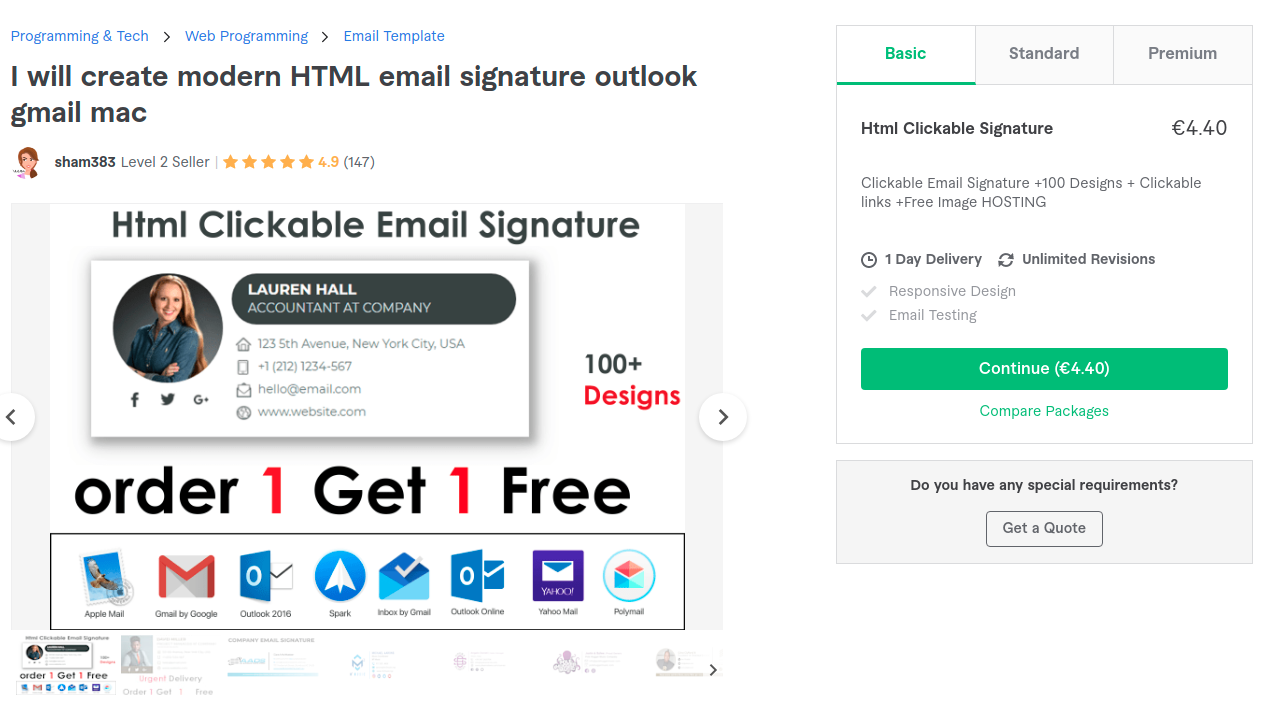 Programming & Tech > Web Programming > Email Template
I will create modern HTML email signature outlook
gmail mac
sham383 Level 2 Seller | 4.9 (147)
Html Clickable Email Signature
LAUREN HALL
ACCOUNTANT AT COMPANY
123 5th Avenue, New York City, USA
+1 (212) 1234-567
hello@email.com
www.website.com
100+
Designs
order 1 Get 1 Free
Apple Mail
Gmail by Google
Outlook 2016
Spark
Inbox by Gmail
Outlook Online
YAHOO!
Yahoo Mail
Polymail
Html Clickable Email Signature
100+
Designs
order 1 Get 1 Free
Urgent Delivery
Order 1 Get 1 Free
COMPANY EMAIL SIGNATURE
Basic
Standard
Premium
Html Clickable Signature
€4.40
Clickable Email Signature +100 Designs + Clickable
links +Free Image HOSTING
1 Day Delivery
Unlimited Revisions
Responsive Design
Email Testing
Continue (€4.40)
Compare Packages
Do you have any special requirements?
Get a Quote